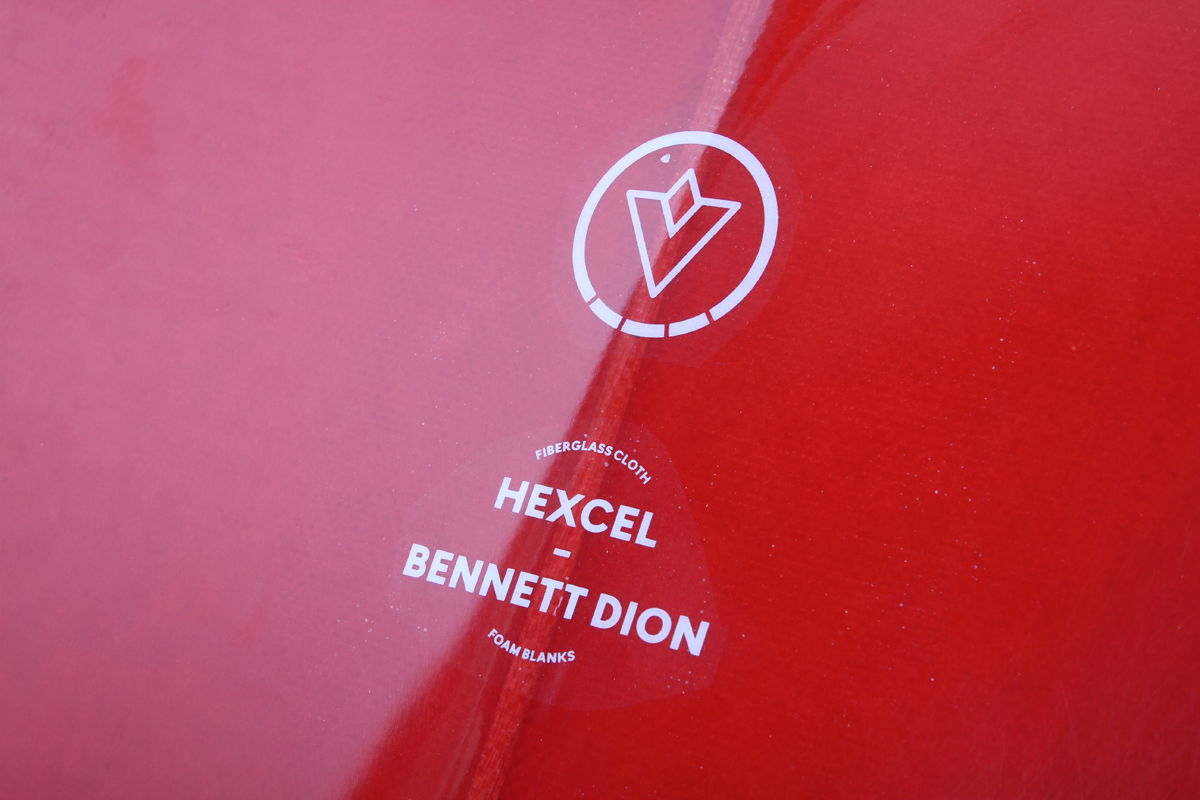 FIBERGLASS CLOTH
HEXCEL
–
BENNETT DION
FOAM BLANKS